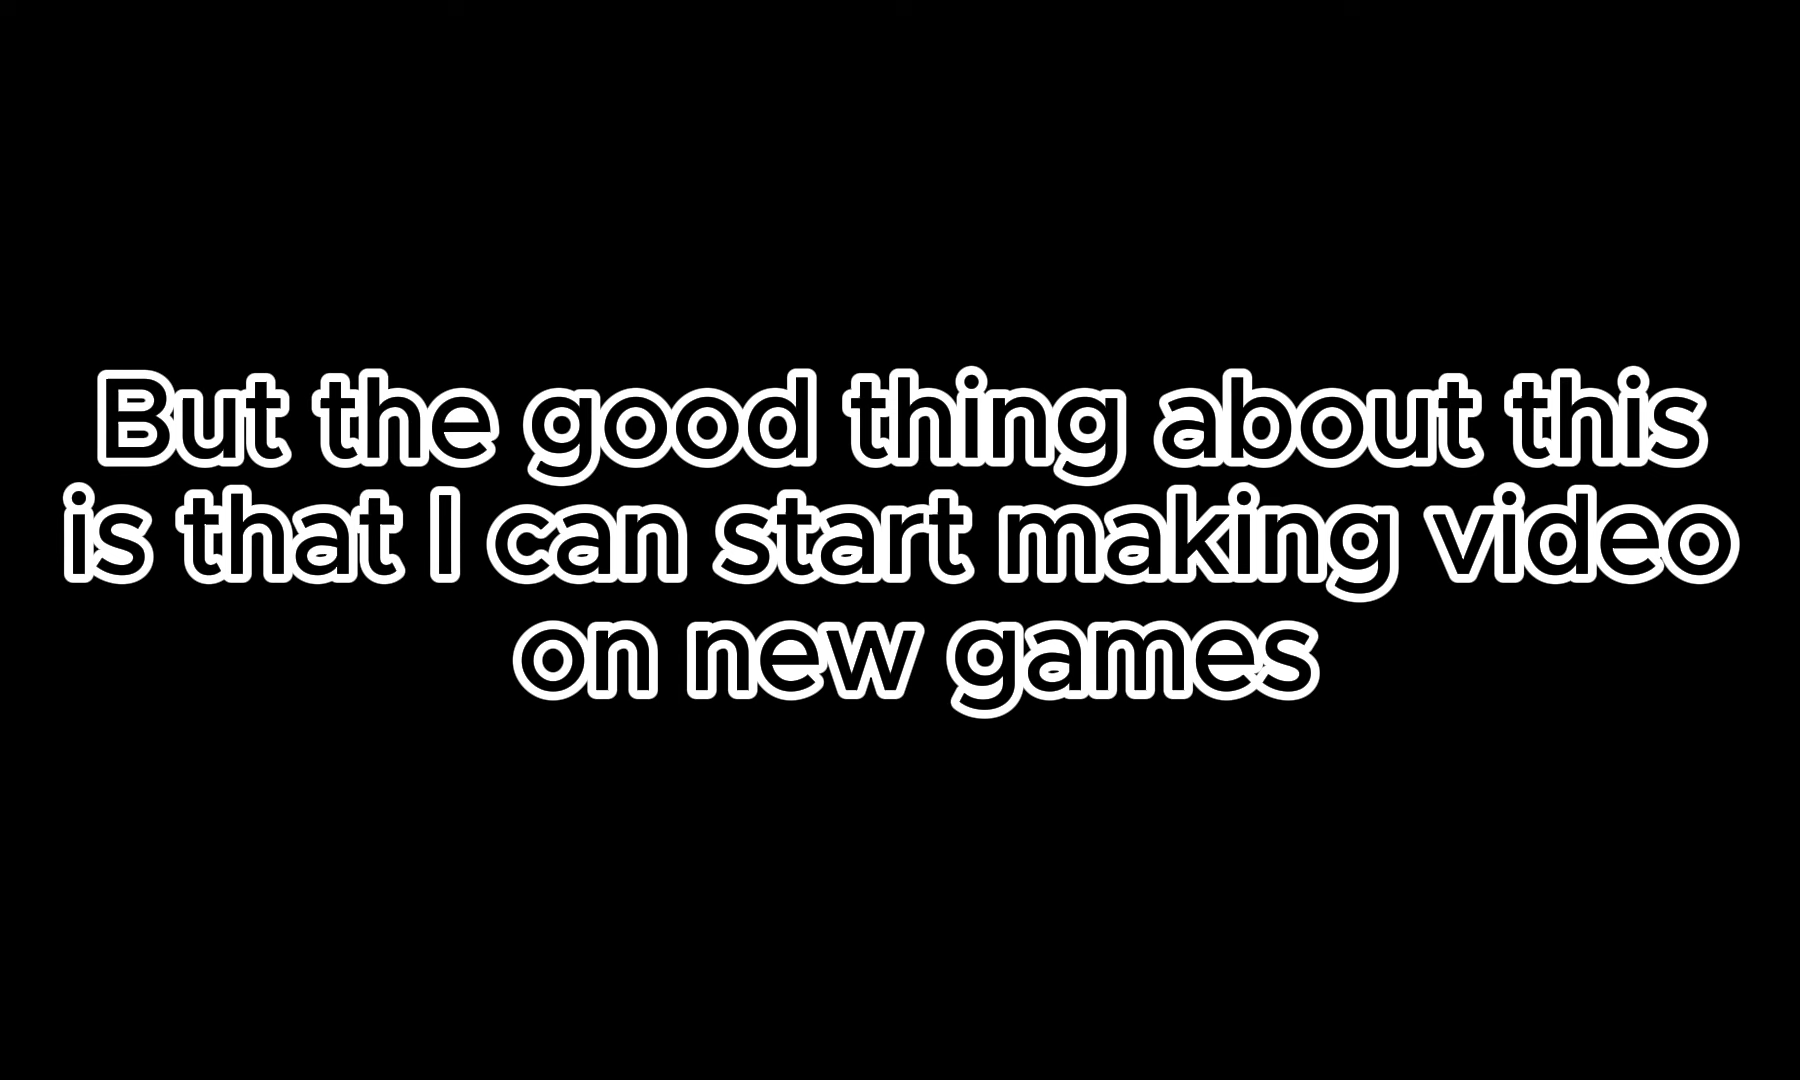 But the good thing about this
is that I can start making video
on new games